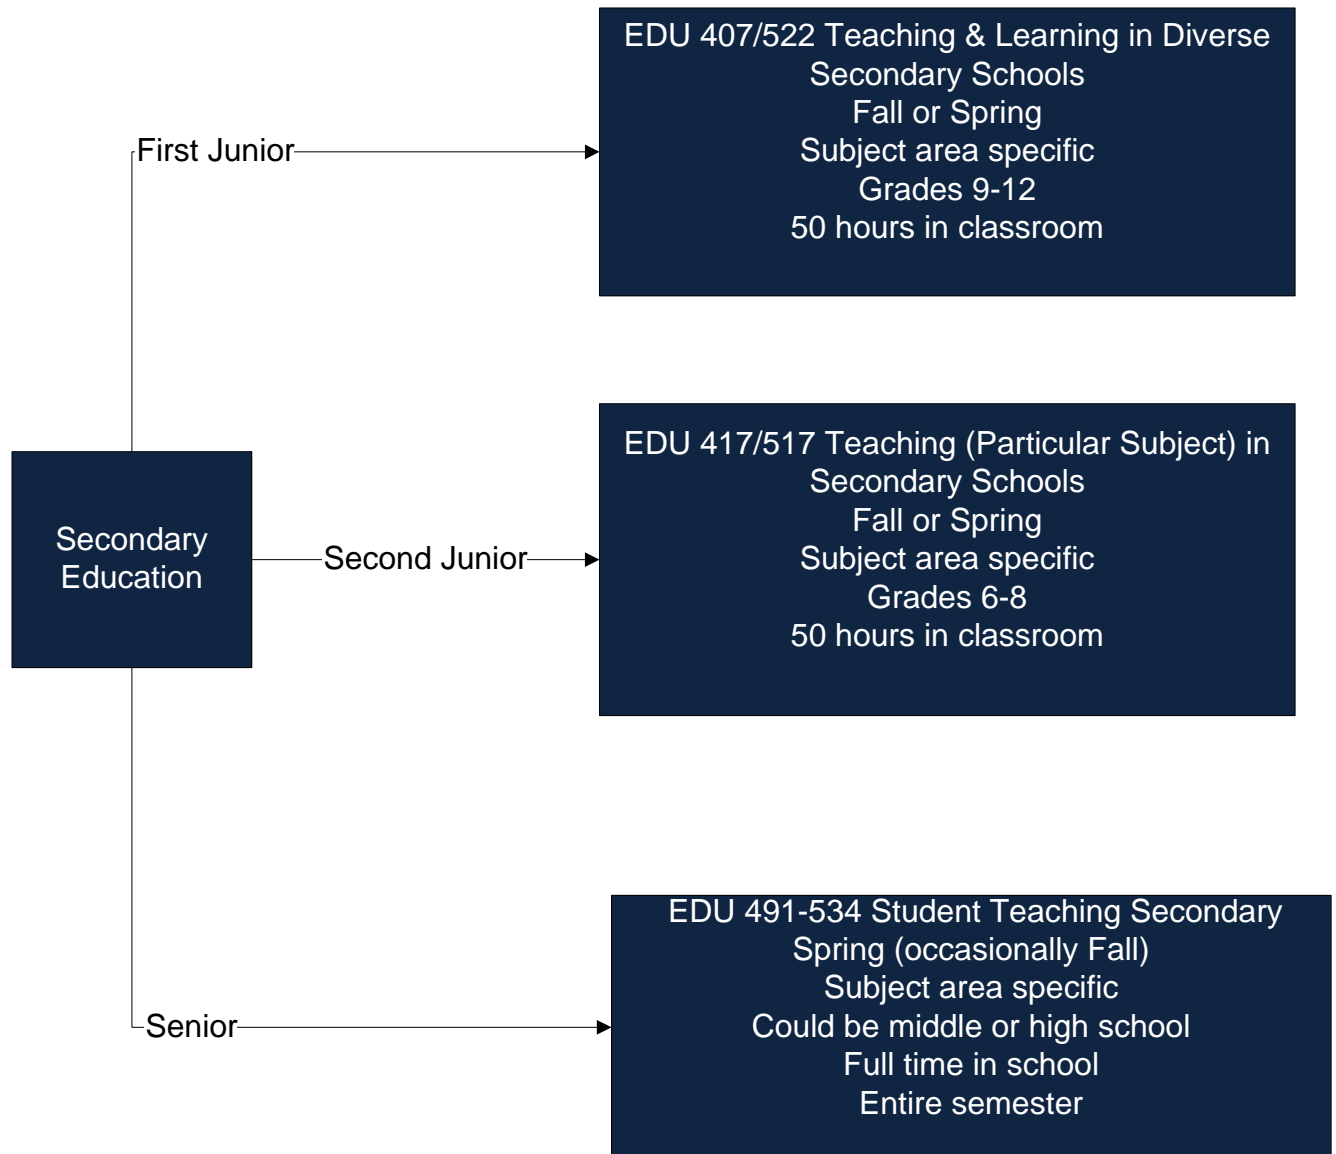 EDU 407/522 Teaching & Learning in Diverse
Secondary Schools
Fall or Spring
Subject area specific
Grades 9-12
50 hours in classroom
First Junior
EDU 417/517 Teaching (Particular Subject) in
Secondary Schools
Fall or Spring
Subject area specific
Grades 6-8
50 hours in classroom
Secondary
Education
Second Junior
EDU 491-534 Student Teaching Secondary
Spring (occasionally Fall)
Subject area specific
Could be middle or high school
Full time in school
Entire semester
Senior